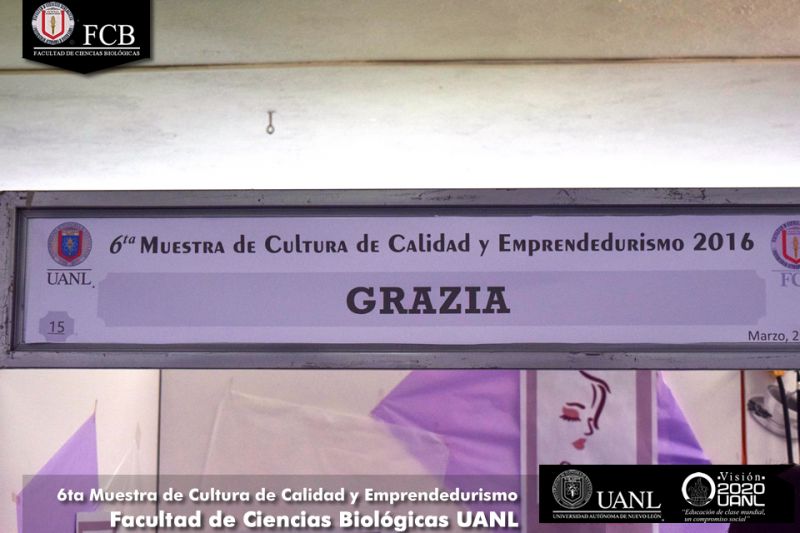 FCB
FACULTAD DE CIENCIAS BIOLÓGICAS
6ta MUESTRA DE CULTURA DE CALIDAD Y EMPRENDEDURISMO 2016
UANL
GRAZIA
15
Marzo, 2
6ta Muestra de Cultura de Calidad y Emprendedurismo
Facultad de Ciencias Biológicas UANL
UANL
UNIVERSIDAD AUTÓNOMA DE NUEVO LEÓN
Visión
2020
UANL
"Educación de clase mundial,
un compromiso social"